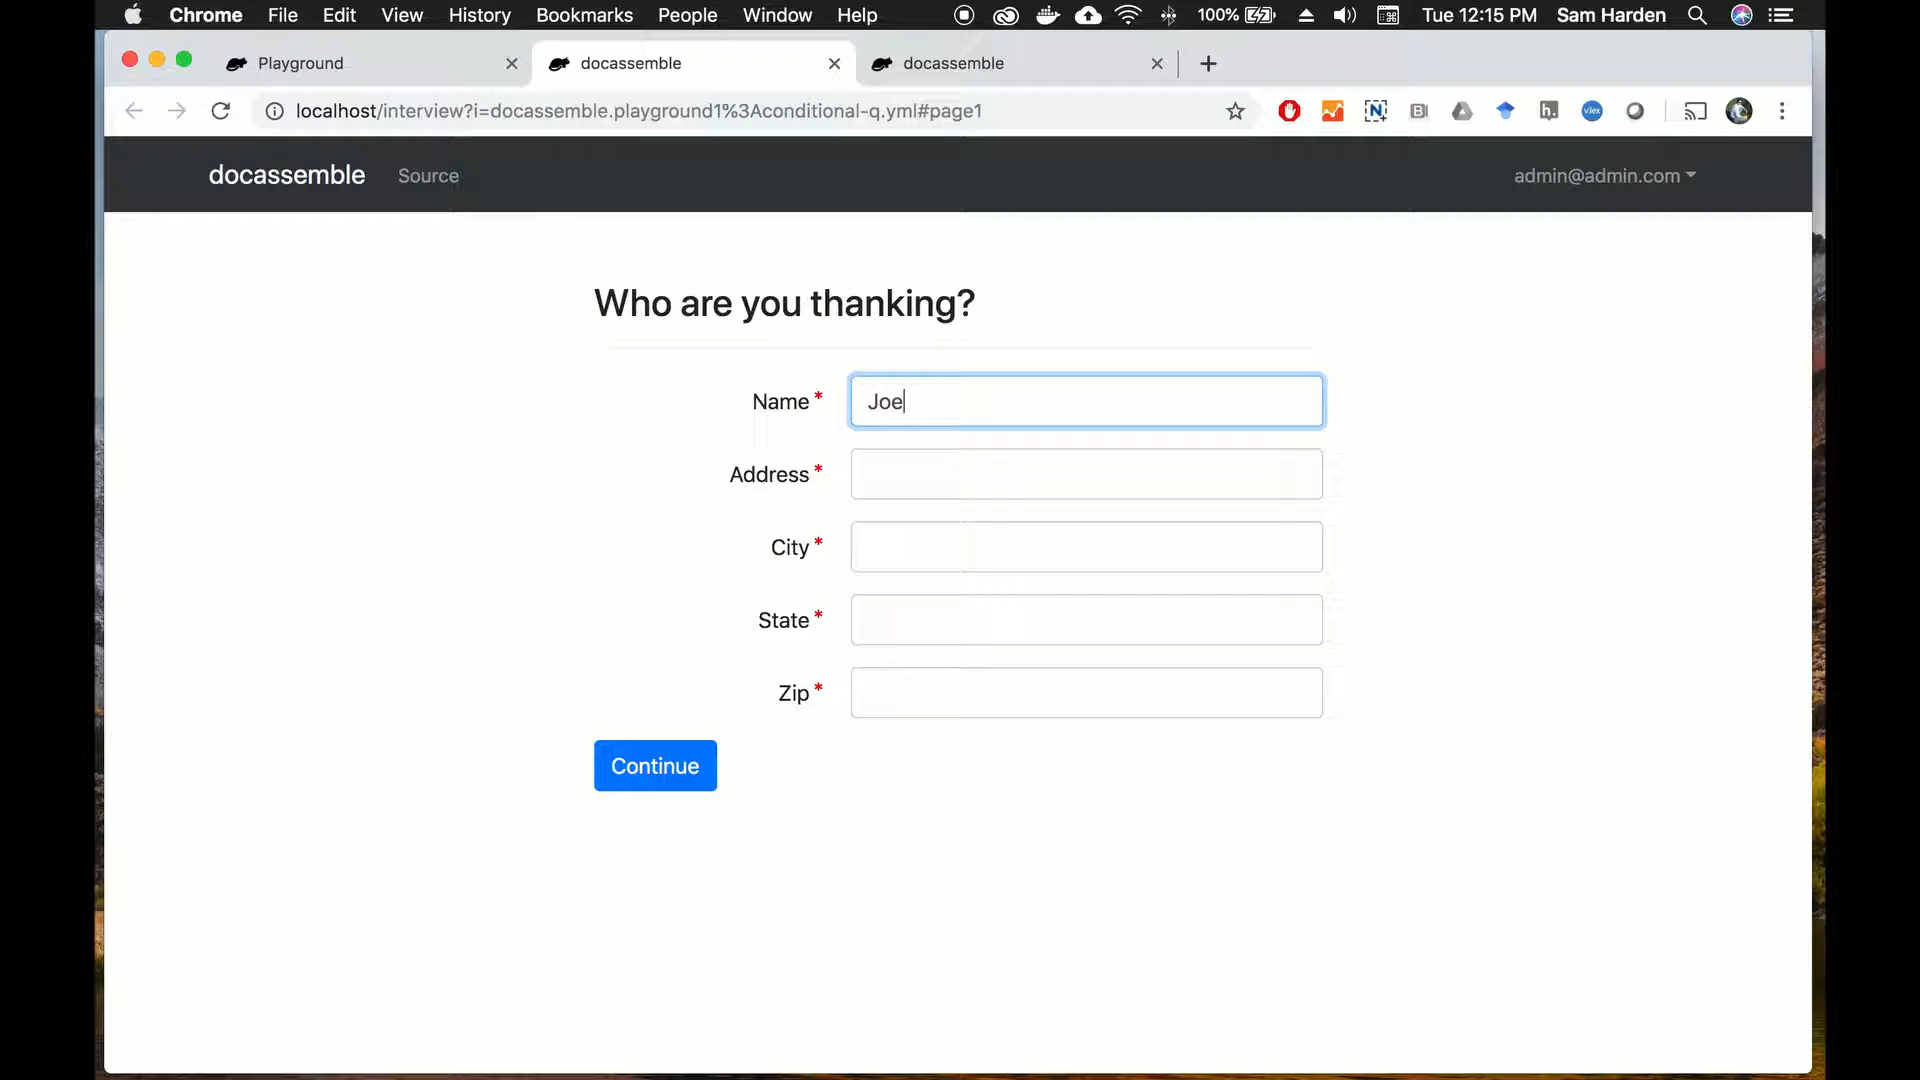 Chrome File Edit View History Bookmarks People Window Help 100% Tue 12:15 PM Sam Harden
Playground docassemble docassemble
localhost/interview?i=docassemble.playground1%3Aconditional-q.yml#page1
docassemble Source admin@admin.com
Who are you thanking?
Name * Joe
Address *
City *
State *
Zip *
Continue